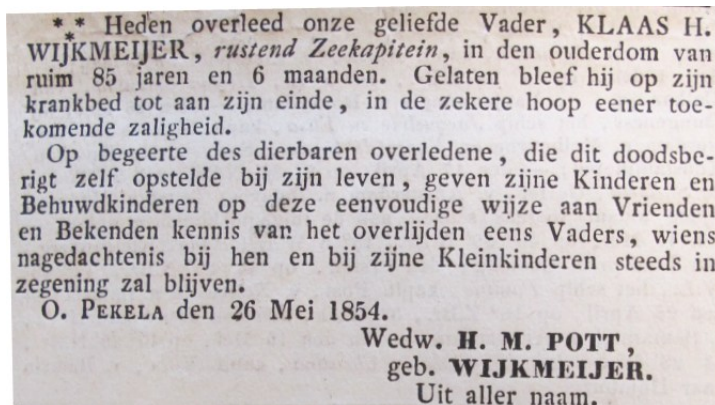 ** Heden overleed onze geliefde Vader, KLAAS H.
WIJKMEIJER, rustend Zeekapitein, in den ouderdom van
ruim 85 jaren en 6 maanden. Gelaten bleef hij op zijn
krankbed tot aan zijn einde, in de zekere hoop eener toe-
komende zaligheid.
Op begeerte des dierbaren overledene, die dit doodsbe-
rigt zelf opstelde bij zijn leven, geven zijne Kinderen en
Behuwdkinderen op deze eenvoudige wijze aan Vrienden
en Bekenden kennis van het overlijden eens Vaders, wiens
nagedachtenis bij hen en bij zijne Kleinkinderen steeds in
zegening zal blijven.
O. PEKELA den 26 Mei 1854.
Wedw. H. M. POTT,
geb. WIJKMEIJER.
Uit aller naam.